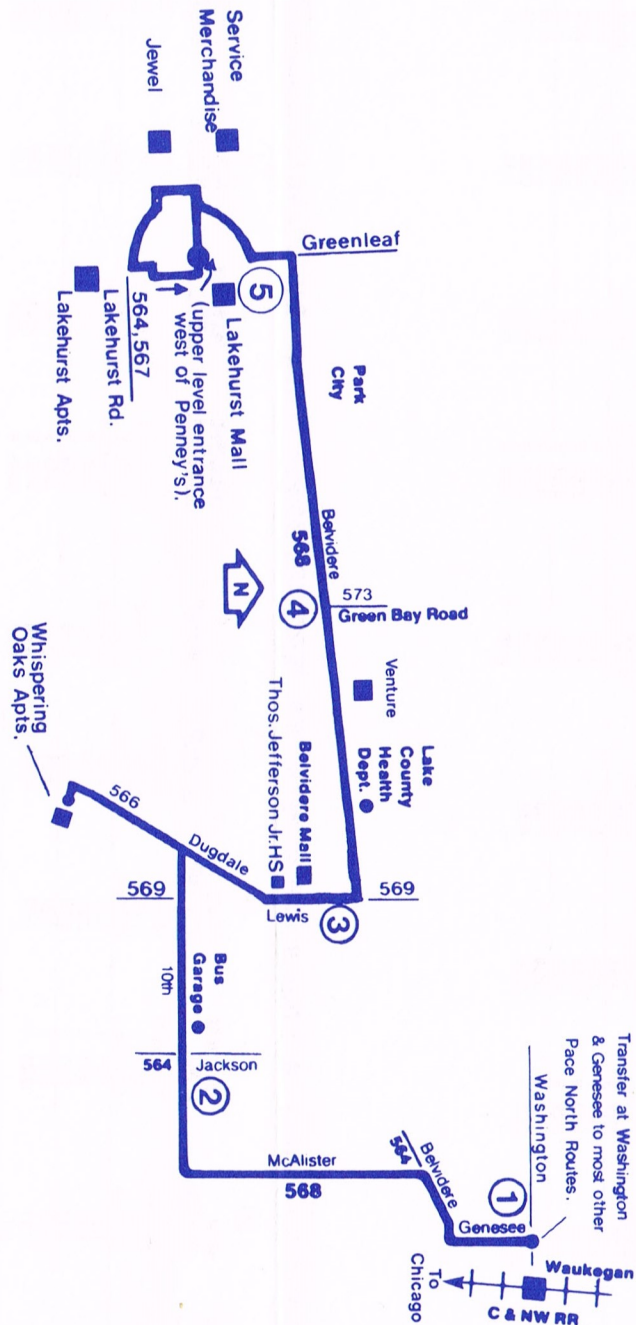 Service
Merchandise
Jewel
Greenleaf
5
Lakehurst Mall
(upper level entrance
west of Penney's).
564,567
Lakehurst Rd.
Lakehurst Apts.
Park
City
Belvidere
568
N
4
573
Green Bay Road
Venture
Lake
County
Health
Dept.
Belvidere Mall
Thos. Jefferson Jr. HS
569
Lewis
3
Whispering
Oaks Apts.
566
Dugdale
569
Bus
Garage
10th
564
Jackson
2
McAlister
568
Belvidere
564
Transfer at Washington
& Genesee to most other
Pace North Routes.
Washington
1
Genesee
Waukegan
To
Chicago
C & NW RR